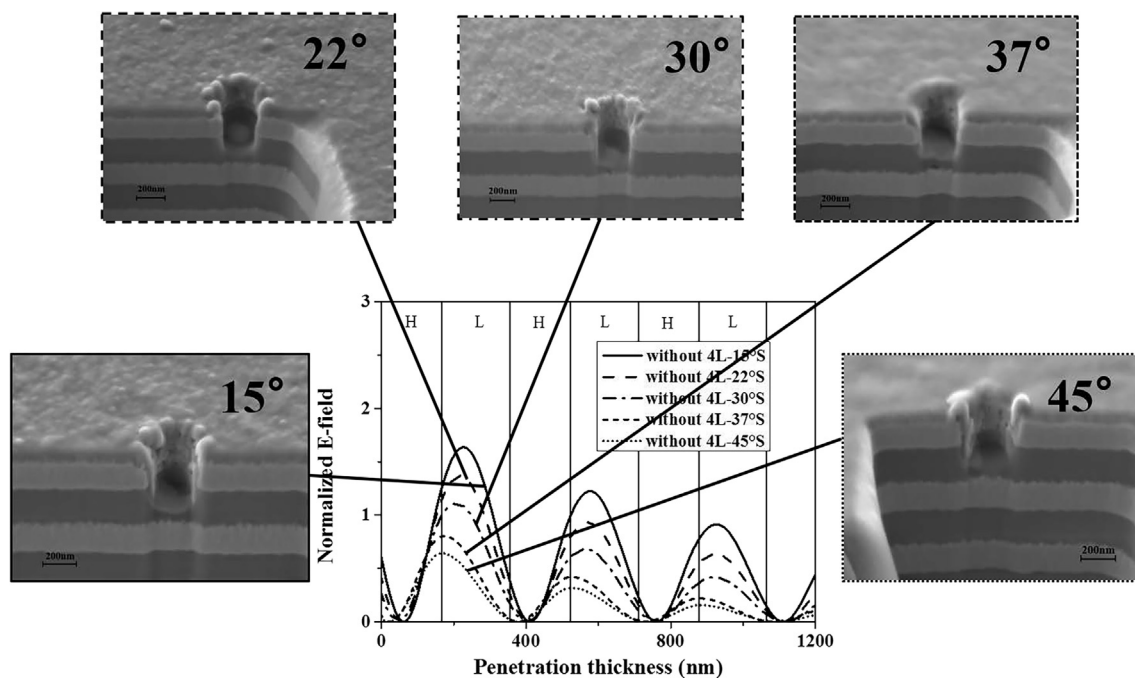 22°
30°
37°
200nm
200nm
200nm
15°
200nm
45°
200nm
3
2
1
0
Normalized E-field
H
L
H
L
H
L
without 4L-15°S
without 4L-22°S
without 4L-30°S
without 4L-37°S
without 4L-45°S
0
400
800
1200
Penetration thickness (nm)